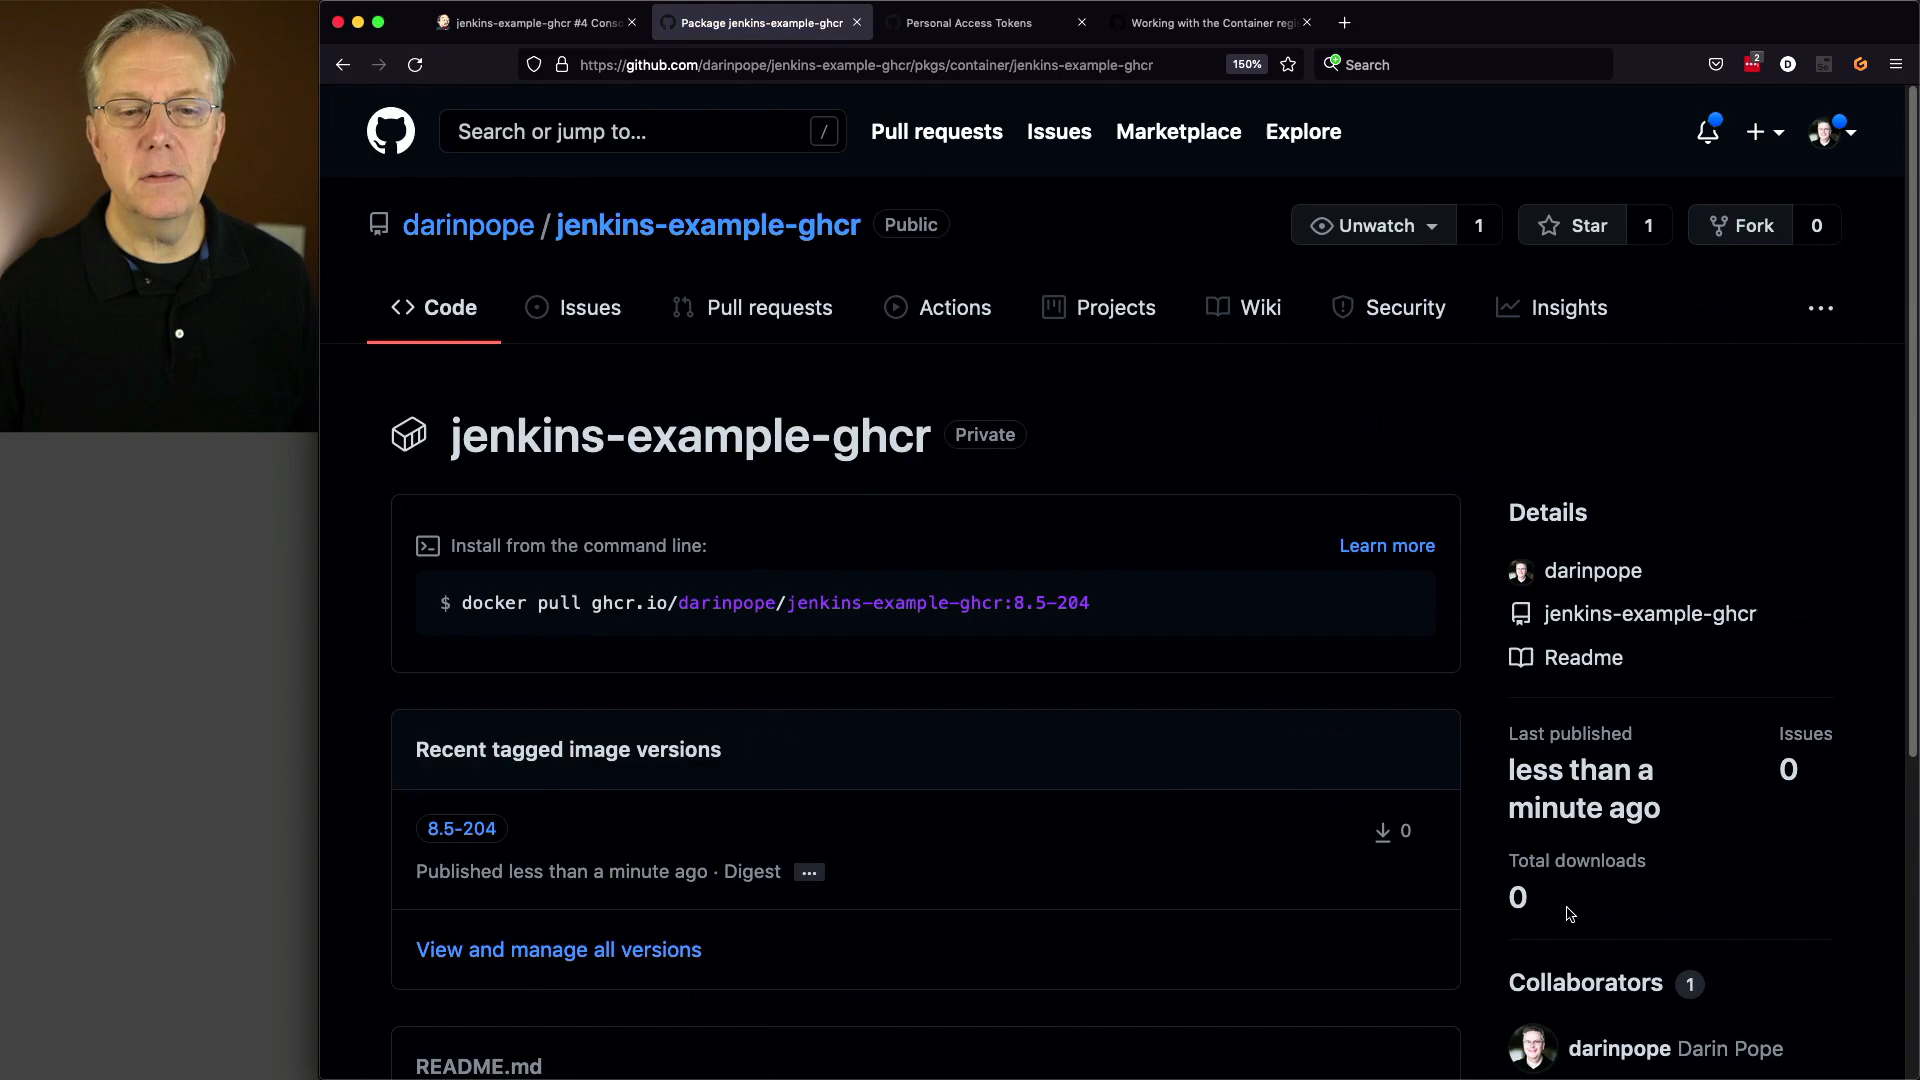 jenkins-example-ghcr #4 Conso
Package jenkins-example-ghcr
Personal Access Tokens
Working with the Container regi
https://github.com/darinpope/jenkins-example-ghcr/pkgs/container/jenkins-example-ghcr
150%
Search
2
D
Search or jump to...
/
Pull requests
Issues
Marketplace
Explore
darinpope / jenkins-example-ghcr
Public
Unwatch
1
Star
1
Fork
0
Code
Issues
Pull requests
Actions
Projects
Wiki
Security
Insights
jenkins-example-ghcr
Private
Install from the command line:
Learn more
$ docker pull ghcr.io/darinpope/jenkins-example-ghcr:8.5-204
Recent tagged image versions
8.5-204
0
Published less than a minute ago · Digest
View and manage all versions
README.md
Details
darinpope
jenkins-example-ghcr
Readme
Last published
less than a
minute ago
Issues
0
Total downloads
0
Collaborators 1
darinpope Darin Pope